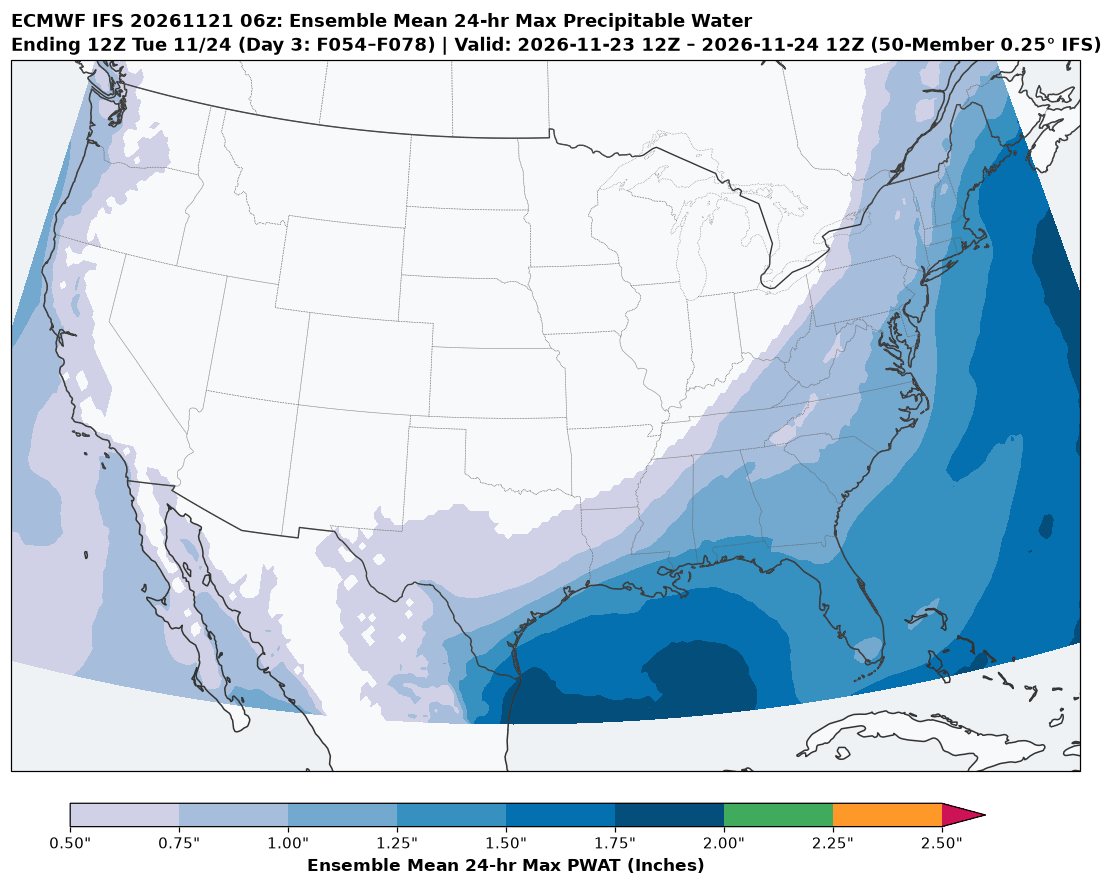 ECMWF IFS 20261121 06z: Ensemble Mean 24-hr Max Precipitable Water
Ending 12Z Tue 11/24 (Day 3: F054–F078) | Valid: 2026-11-23 12Z – 2026-11-24 12Z (50-Member 0.25° IFS)
0.50" 0.75" 1.00" 1.25" 1.50" 1.75" 2.00" 2.25" 2.50"
Ensemble Mean 24-hr Max PWAT (Inches)